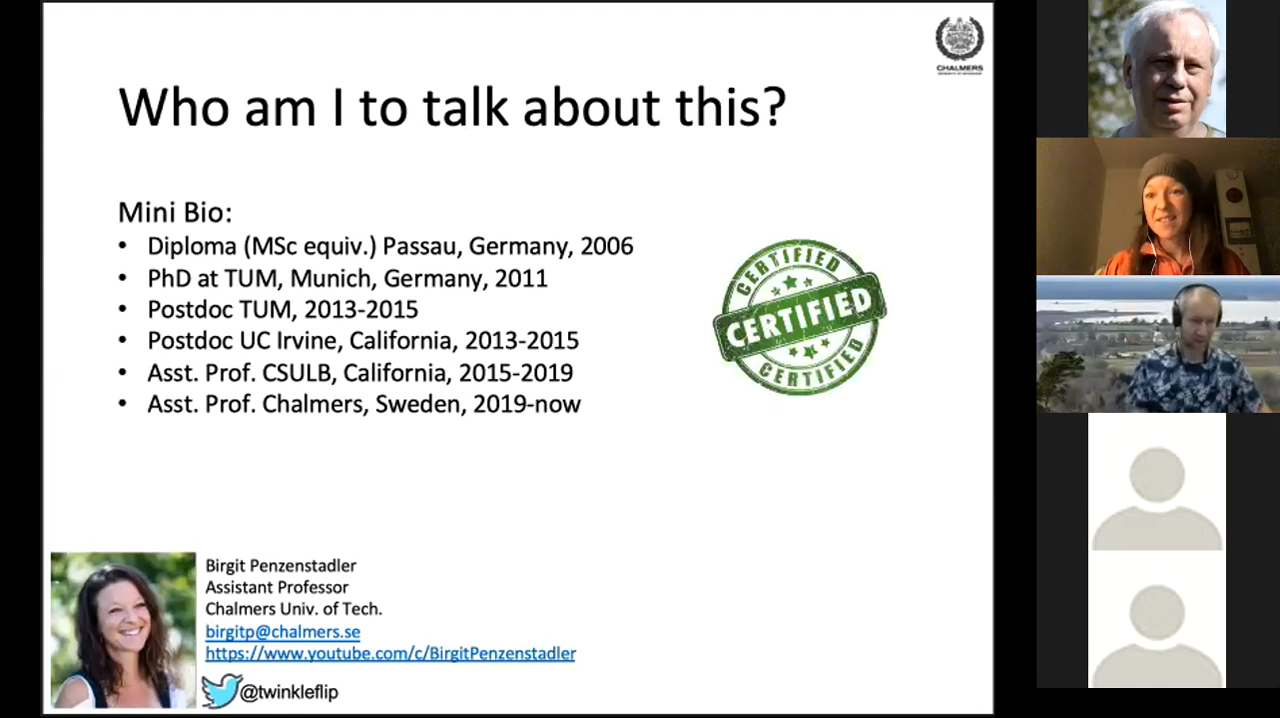 CHALMERS
Who am I to talk about this?
Mini Bio:
• Diploma (MSc equiv.) Passau, Germany, 2006
• PhD at TUM, Munich, Germany, 2011
• Postdoc TUM, 2013-2015
• Postdoc UC Irvine, California, 2013-2015
• Asst. Prof. CSULB, California, 2015-2019
• Asst. Prof. Chalmers, Sweden, 2019-now
CERTIFIED
CERTIFIED
CERTIFIED
Birgit Penzenstadler
Assistant Professor
Chalmers Univ. of Tech.
birgitp@chalmers.se
https://www.youtube.com/c/BirgitPenzenstadler
@twinkleflip